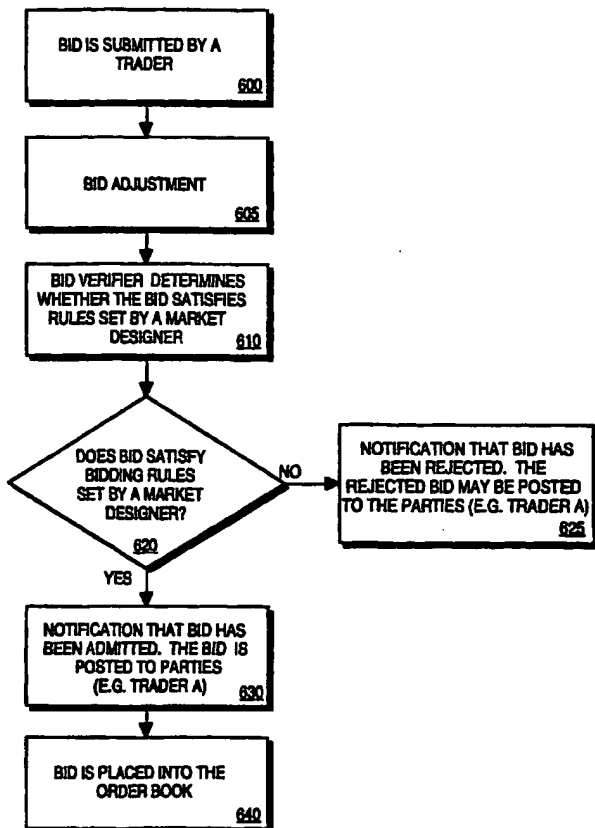 BID IS SUBMITTED BY A
TRADER
600
BID ADJUSTMENT
605
BID VERIFIER DETERMINES
WHETHER THE BID SATISFIES
RULES SET BY A MARKET
DESIGNER
610
DOES BID SATISFY
BIDDING RULES
SET BY A MARKET
DESIGNER?
620
NO
NOTIFICATION THAT BID HAS
BEEN REJECTED. THE
REJECTED BID MAY BE POSTED
TO THE PARTIES (E.G. TRADER A)
625
YES
NOTIFICATION THAT BID HAS
BEEN ADMITTED. THE BID IS
POSTED TO PARTIES
(E.G. TRADER A)
630
BID IS PLACED INTO THE
ORDER BOOK
640